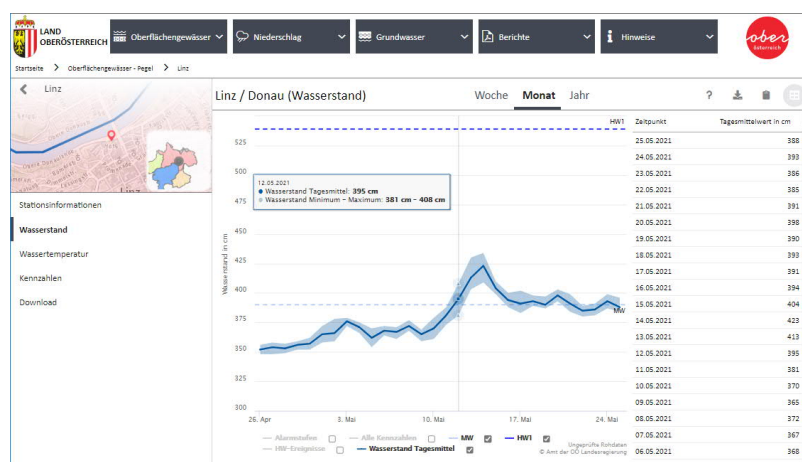 LAND
OBERÖSTERREICH
Oberflächengewässer
Niederschlag
Grundwasser
Berichte
Hinweise
ober
österreich
Startseite > Oberflächengewässer - Pegel > Linz
Linz
Linz
Stationsinformationen
Wasserstand
Wassertemperatur
Kennzahlen
Download
Linz / Donau (Wasserstand)
Woche Monat Jahr
?
HW1
525
500
475
450
425
400
375
350
325
300
Wasserstand in cm
12.05.2021
Wasserstand Tagesmittel: 395 cm
Wasserstand Minimum - Maximum: 381 cm - 408 cm
MW
26. Apr 3. Mai 10. Mai 17. Mai 24. Mai
Alarmstufen Alle Kennzahlen MW HW1
HW-Ereignisse Wasserstand Tagesmittel
Ungeprüfte Rohdaten
© Amt der OÖ Landesregierung
Zeitpunkt Tagesmittelwert in cm
25.05.2021 388
24.05.2021 393
23.05.2021 386
22.05.2021 385
21.05.2021 391
20.05.2021 398
19.05.2021 390
18.05.2021 393
17.05.2021 391
16.05.2021 394
15.05.2021 404
14.05.2021 423
13.05.2021 413
12.05.2021 395
11.05.2021 381
10.05.2021 370
09.05.2021 365
08.05.2021 372
07.05.2021 367
06.05.2021 368